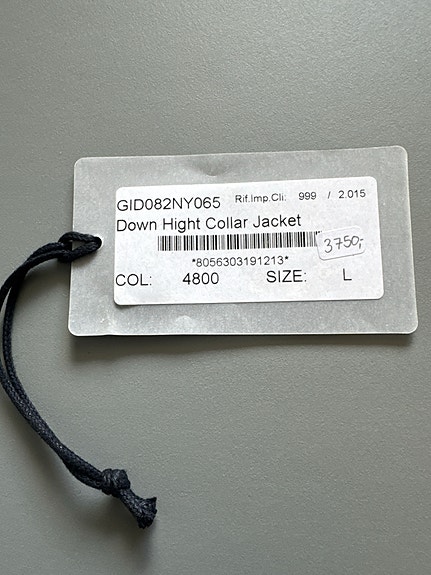 GID082NY065 Rif.Imp.Cli: 999 / 2.015
Down Hight Collar Jacket
3750,-
*8056303191213*
COL: 4800 SIZE: L